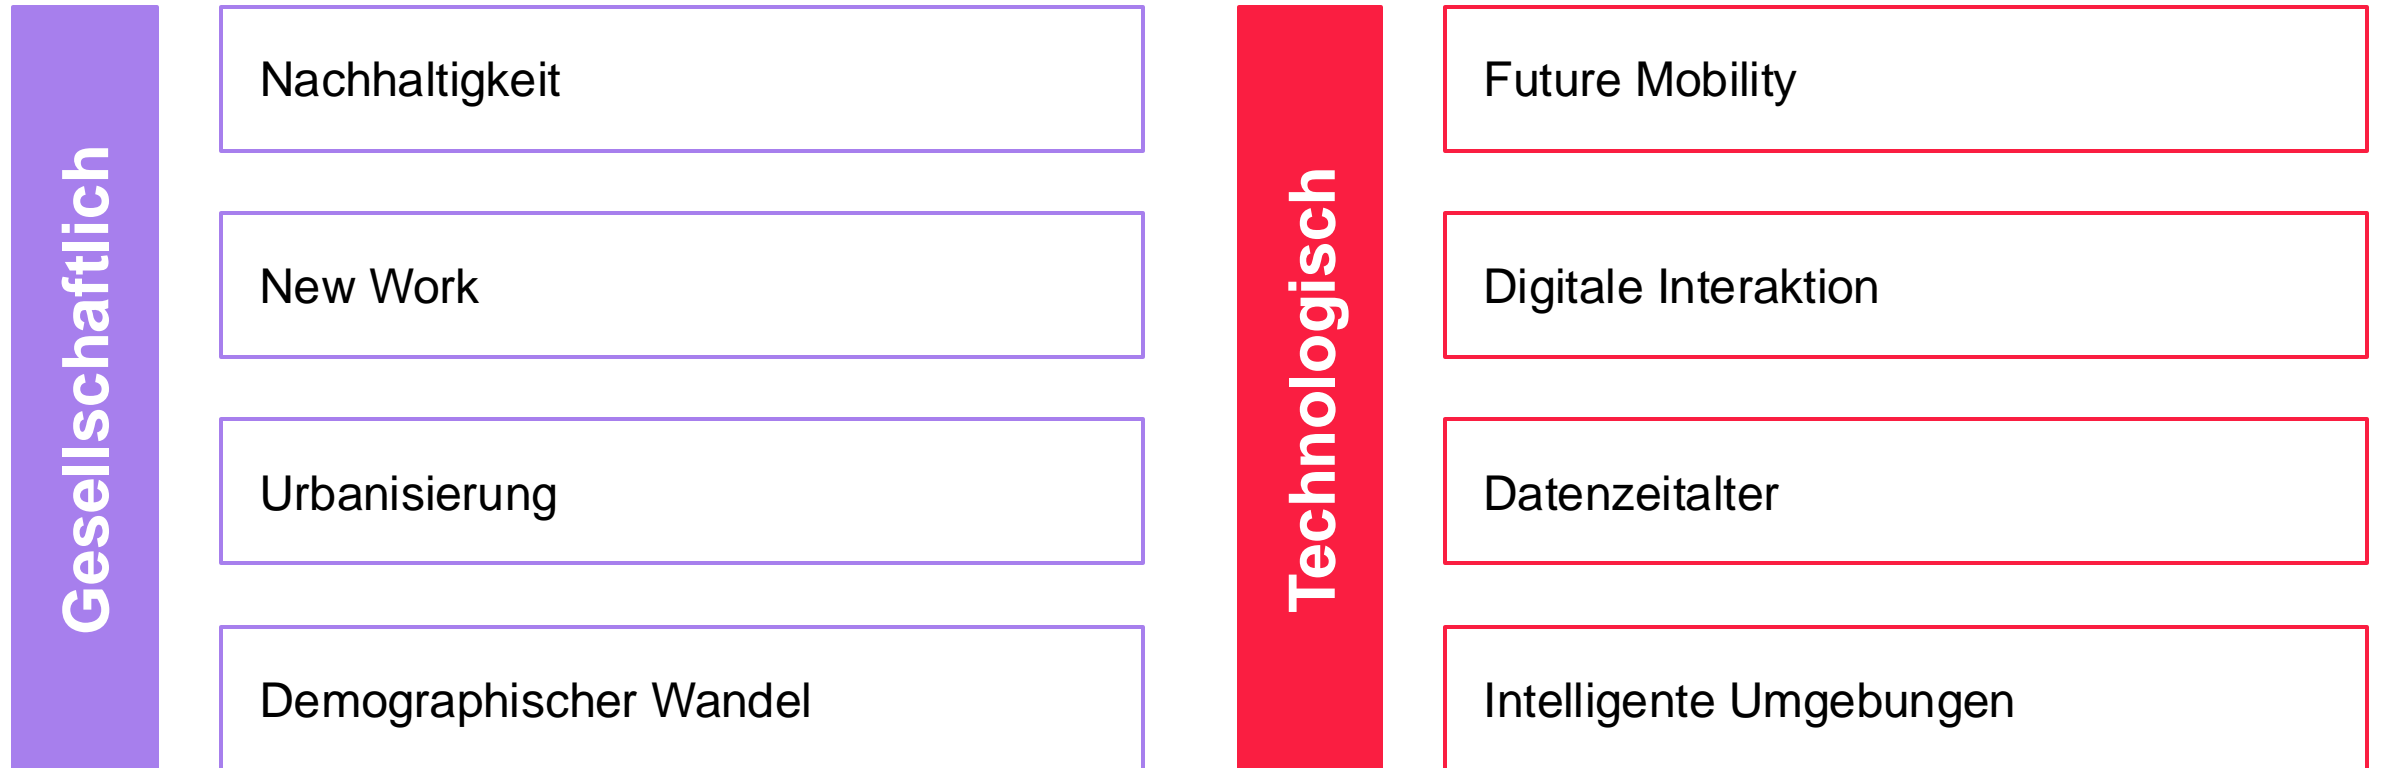 Gesellschaftlich
Nachhaltigkeit
New Work
Urbanisierung
Demographischer Wandel
Technologisch
Future Mobility
Digitale Interaktion
Datenzeitalter
Intelligente Umgebungen